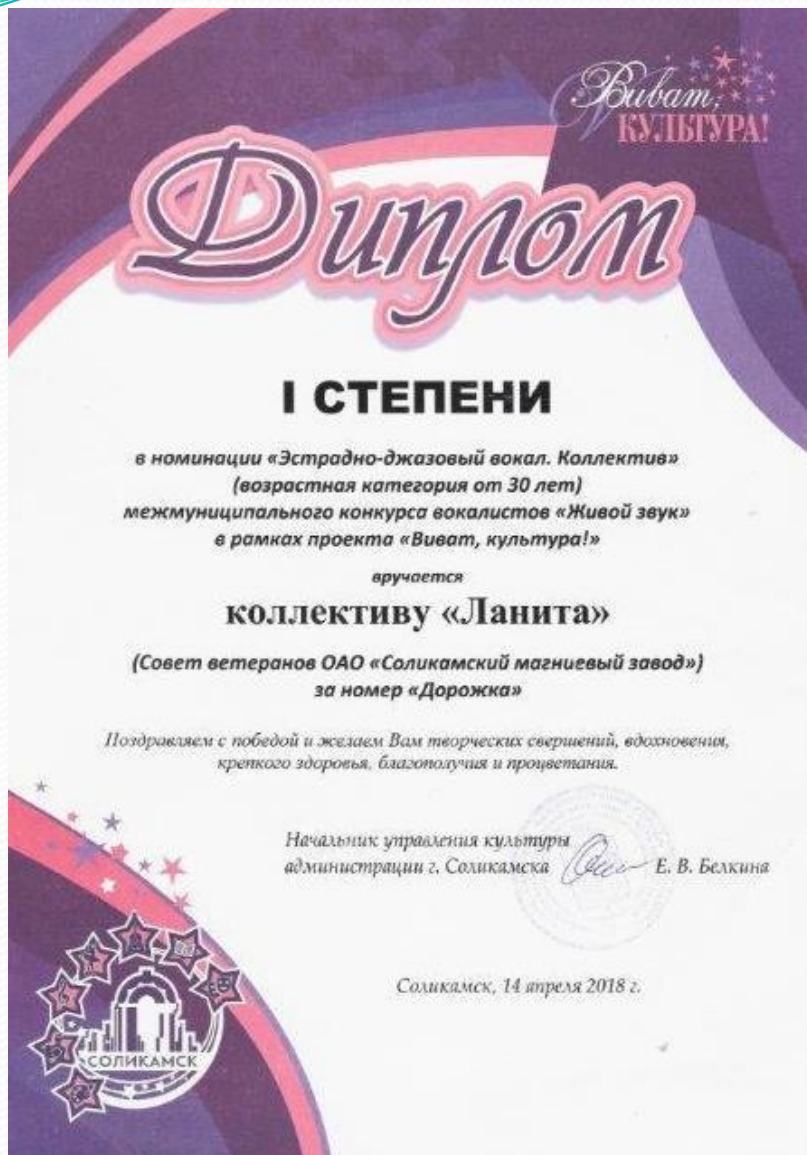 Виват,
КУЛЬТУРА!
Диплом
I СТЕПЕНИ
в номинации «Эстрадно-джазовый вокал. Коллектив»
(возрастная категория от 30 лет)
межмуниципального конкурса вокалистов «Живой звук»
в рамках проекта «Виват, культура!»
вручается
коллективу «Ланита»
(Совет ветеранов ОАО «Соликамский магниевый завод»)
за номер «Дорожка»
Поздравляем с победой и желаем Вам творческих свершений, вдохновения,
крепкого здоровья, благополучия и процветания.
Начальник управления культуры
администрации г. Соликамска Е. В. Белкина
Соликамск, 14 апреля 2018 г.
СОЛИКАМСК